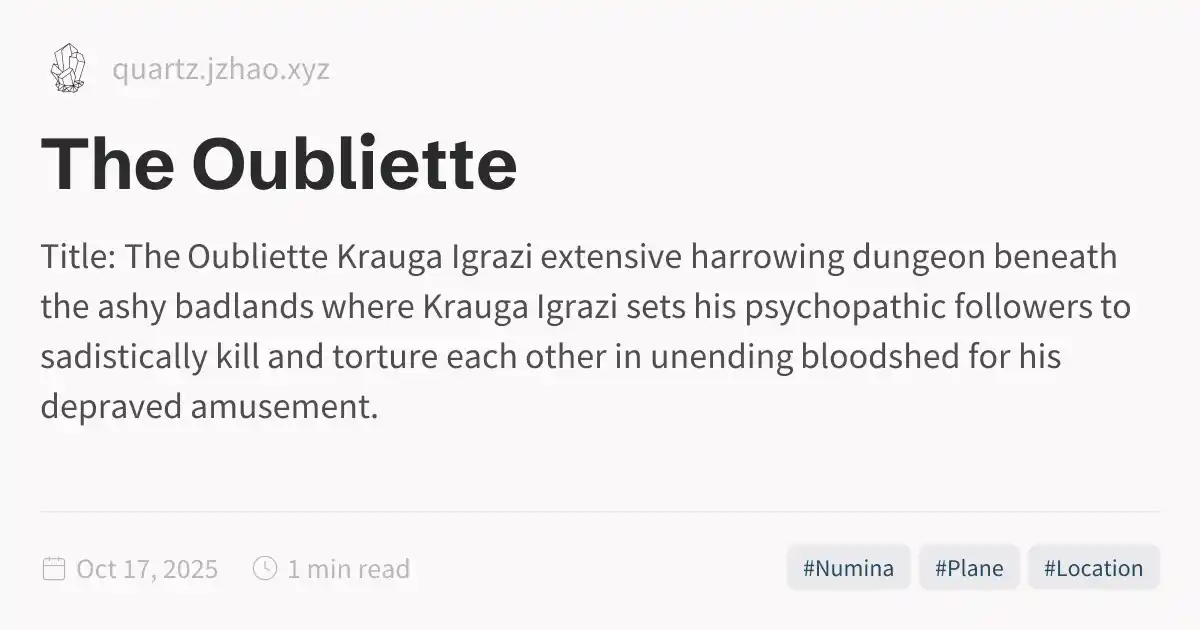 quartz.jzhao.xyz
The Oubliette
Title: The Oubliette Krauga Igrazi extensive harrowing dungeon beneath
the ashy badlands where Krauga Igrazi sets his psychopathic followers to
sadistically kill and torture each other in unending bloodshed for his
depraved amusement.
Oct 17, 2025 1 min read #Numina #Plane #Location